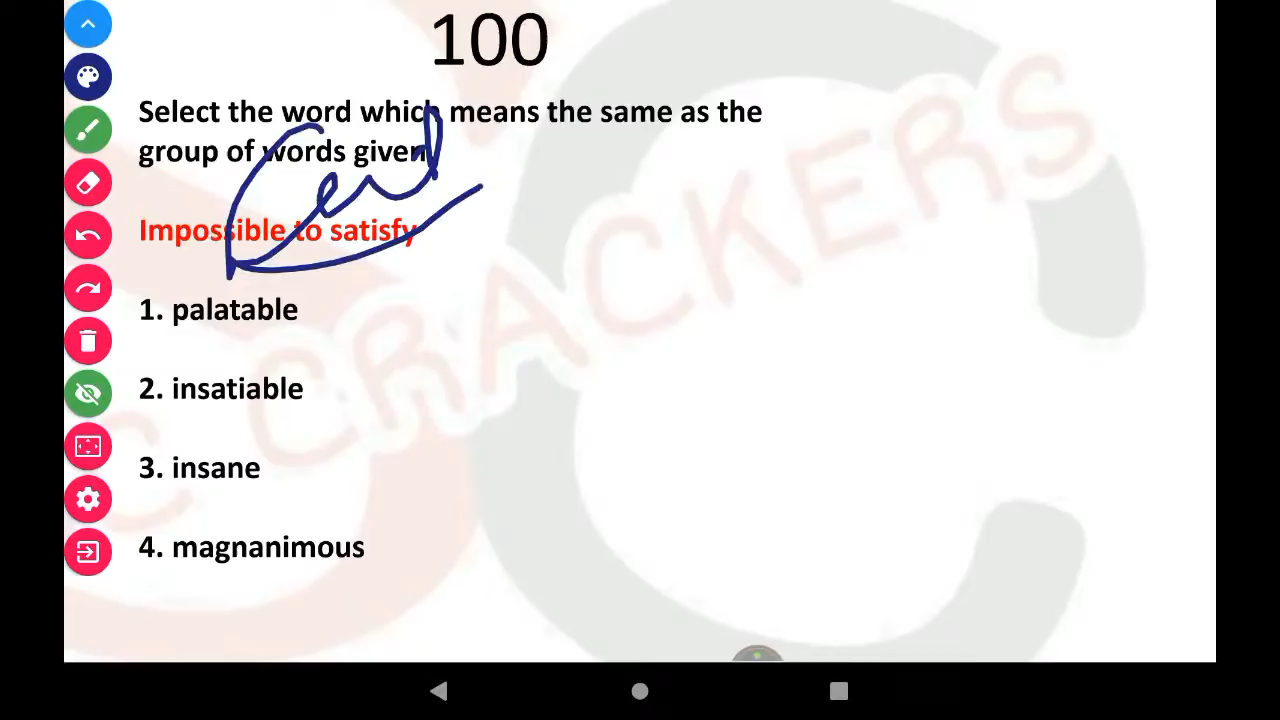 100
Select the word which means the same as the
group of words given
Impossible to satisfy
1. palatable
2. insatiable
3. insane
4. magnanimous
C CRACKERS